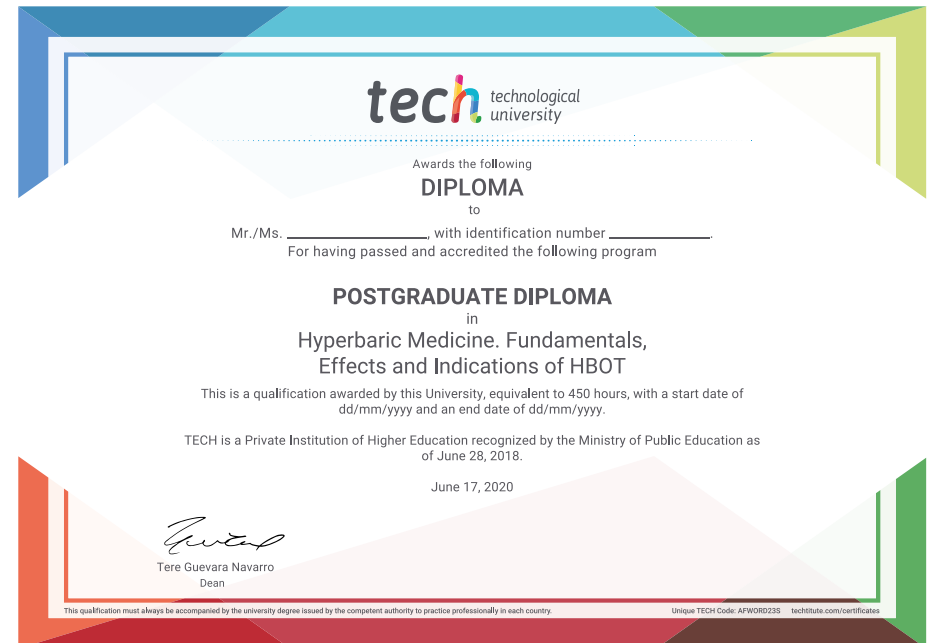 tech technological
university
Awards the following
DIPLOMA
to
Mr./Ms. ____________________, with identification number ______________.
For having passed and accredited the following program
POSTGRADUATE DIPLOMA
in
Hyperbaric Medicine. Fundamentals,
Effects and Indications of HBOT
This is a qualification awarded by this University, equivalent to 450 hours, with a start date of
dd/mm/yyyy and an end date of dd/mm/yyyy.
TECH is a Private Institution of Higher Education recognized by the Ministry of Public Education as
of June 28, 2018.
June 17, 2020
Tere Guevara Navarro
Dean
This qualification must always be accompanied by the university degree issued by the competent authority to practice professionally in each country. Unique TECH Code: AFWORD23S techtitute.com/certificates